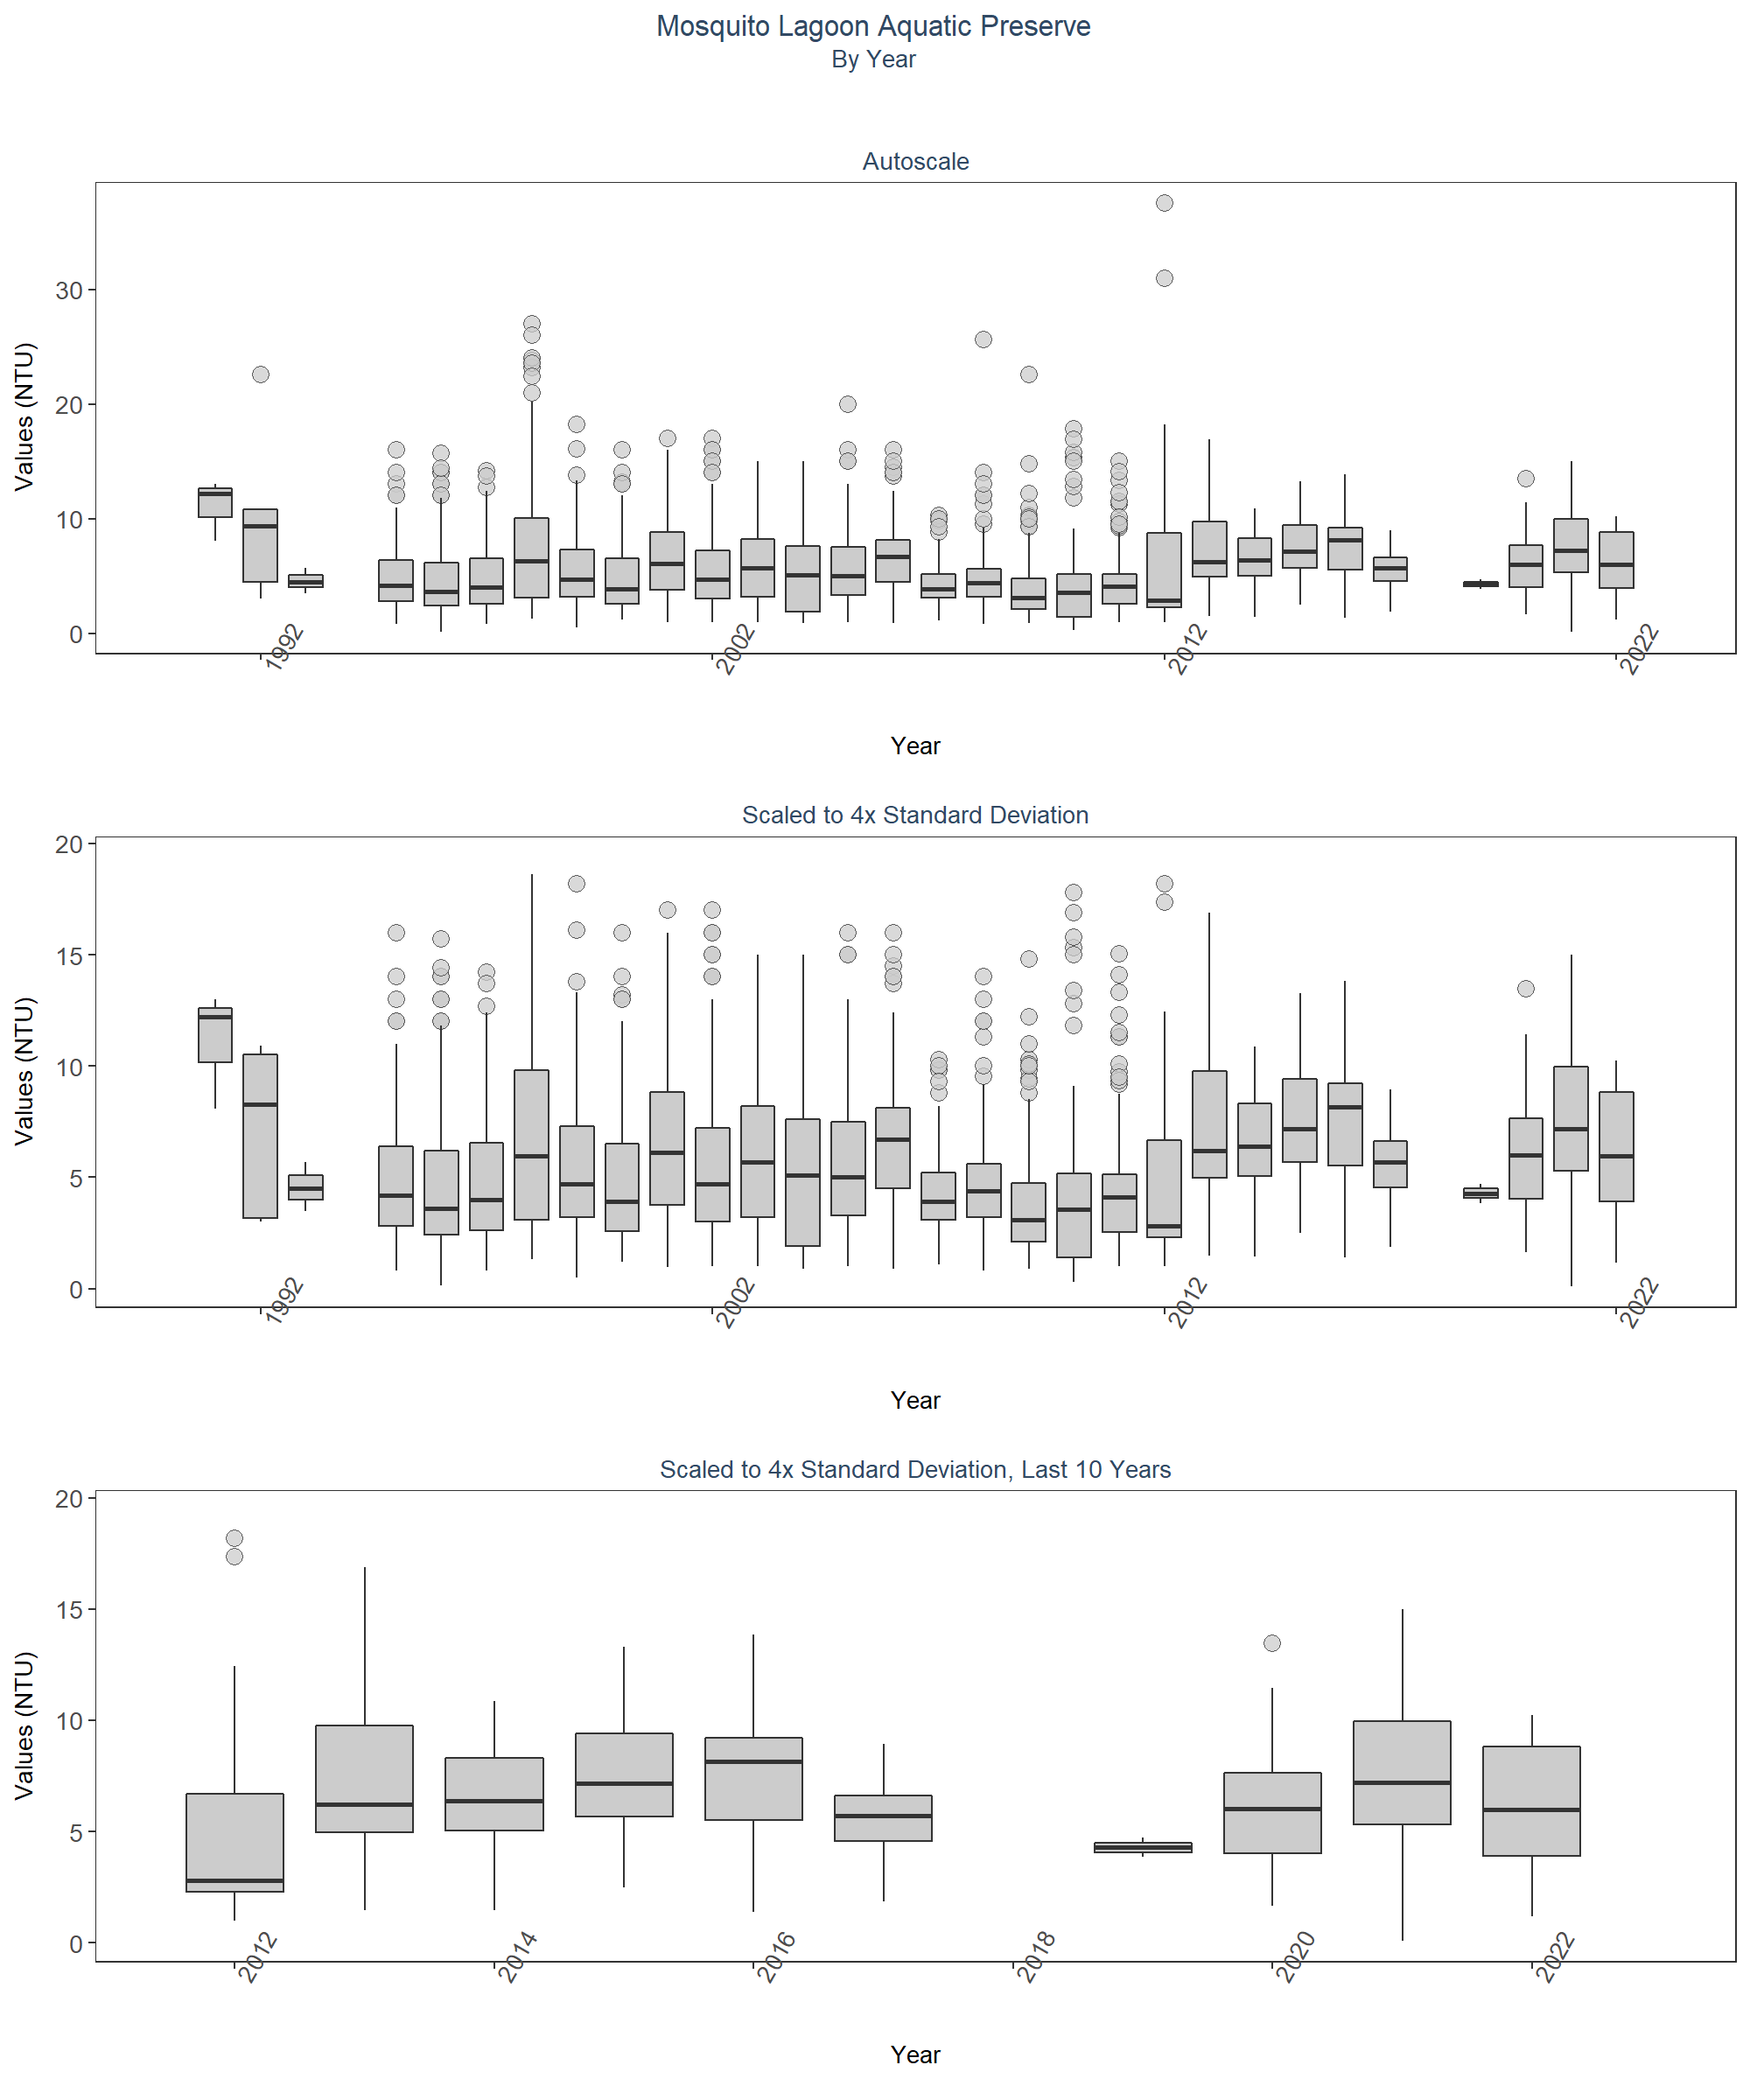 Mosquito Lagoon Aquatic Preserve
By Year
Autoscale
Values (NTU)
30
20
10
0
1992
2002
2012
2022
Year
Scaled to 4x Standard Deviation
Values (NTU)
20
15
10
5
0
1992
2002
2012
2022
Year
Scaled to 4x Standard Deviation, Last 10 Years
Values (NTU)
20
15
10
5
0
2012
2014
2016
2018
2020
2022
Year